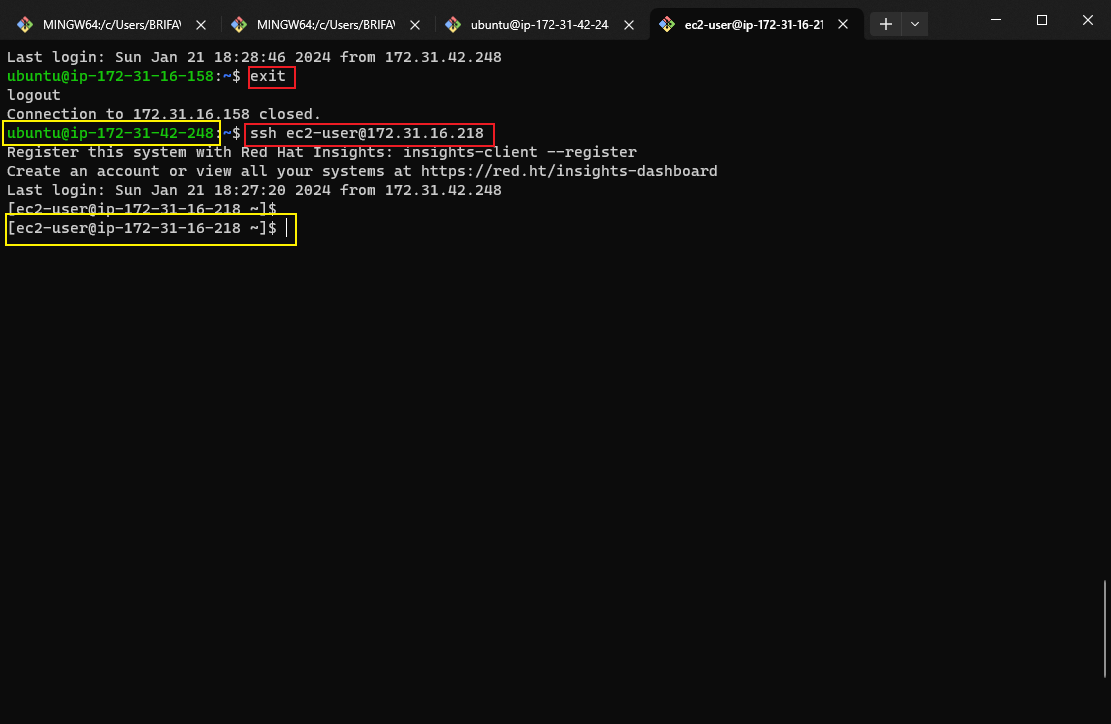 MINGW64:/c/Users/BRIFA
MINGW64:/c/Users/BRIFA
ubuntu@ip-172-31-42-24
ec2-user@ip-172-31-16-21
Last login: Sun Jan 21 18:28:46 2024 from 172.31.42.248
ubuntu@ip-172-31-16-158:~$ exit
logout
Connection to 172.31.16.158 closed.
ubuntu@ip-172-31-42-248:~$ ssh ec2-user@172.31.16.218
Register this system with Red Hat Insights: insights-client --register
Create an account or view all your systems at https://red.ht/insights-dashboard
Last login: Sun Jan 21 18:27:20 2024 from 172.31.42.248
[ec2-user@ip-172-31-16-218 ~]$
[ec2-user@ip-172-31-16-218 ~]$